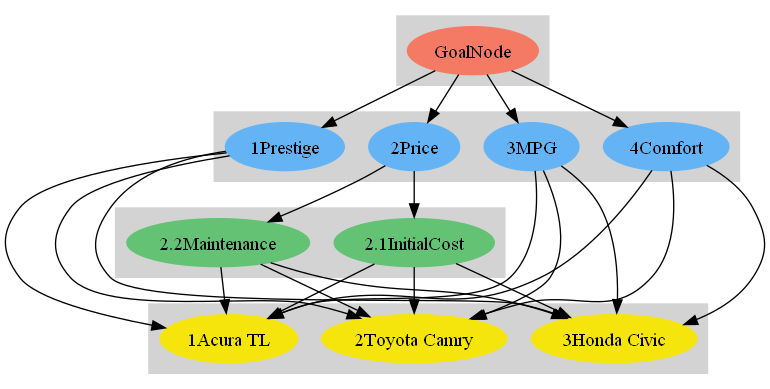 GoalNode
1Prestige
2Price
3MPG
4Comfort
2.2Maintenance
2.1InitialCost
1Acura TL
2Toyota Camry
3Honda Civic